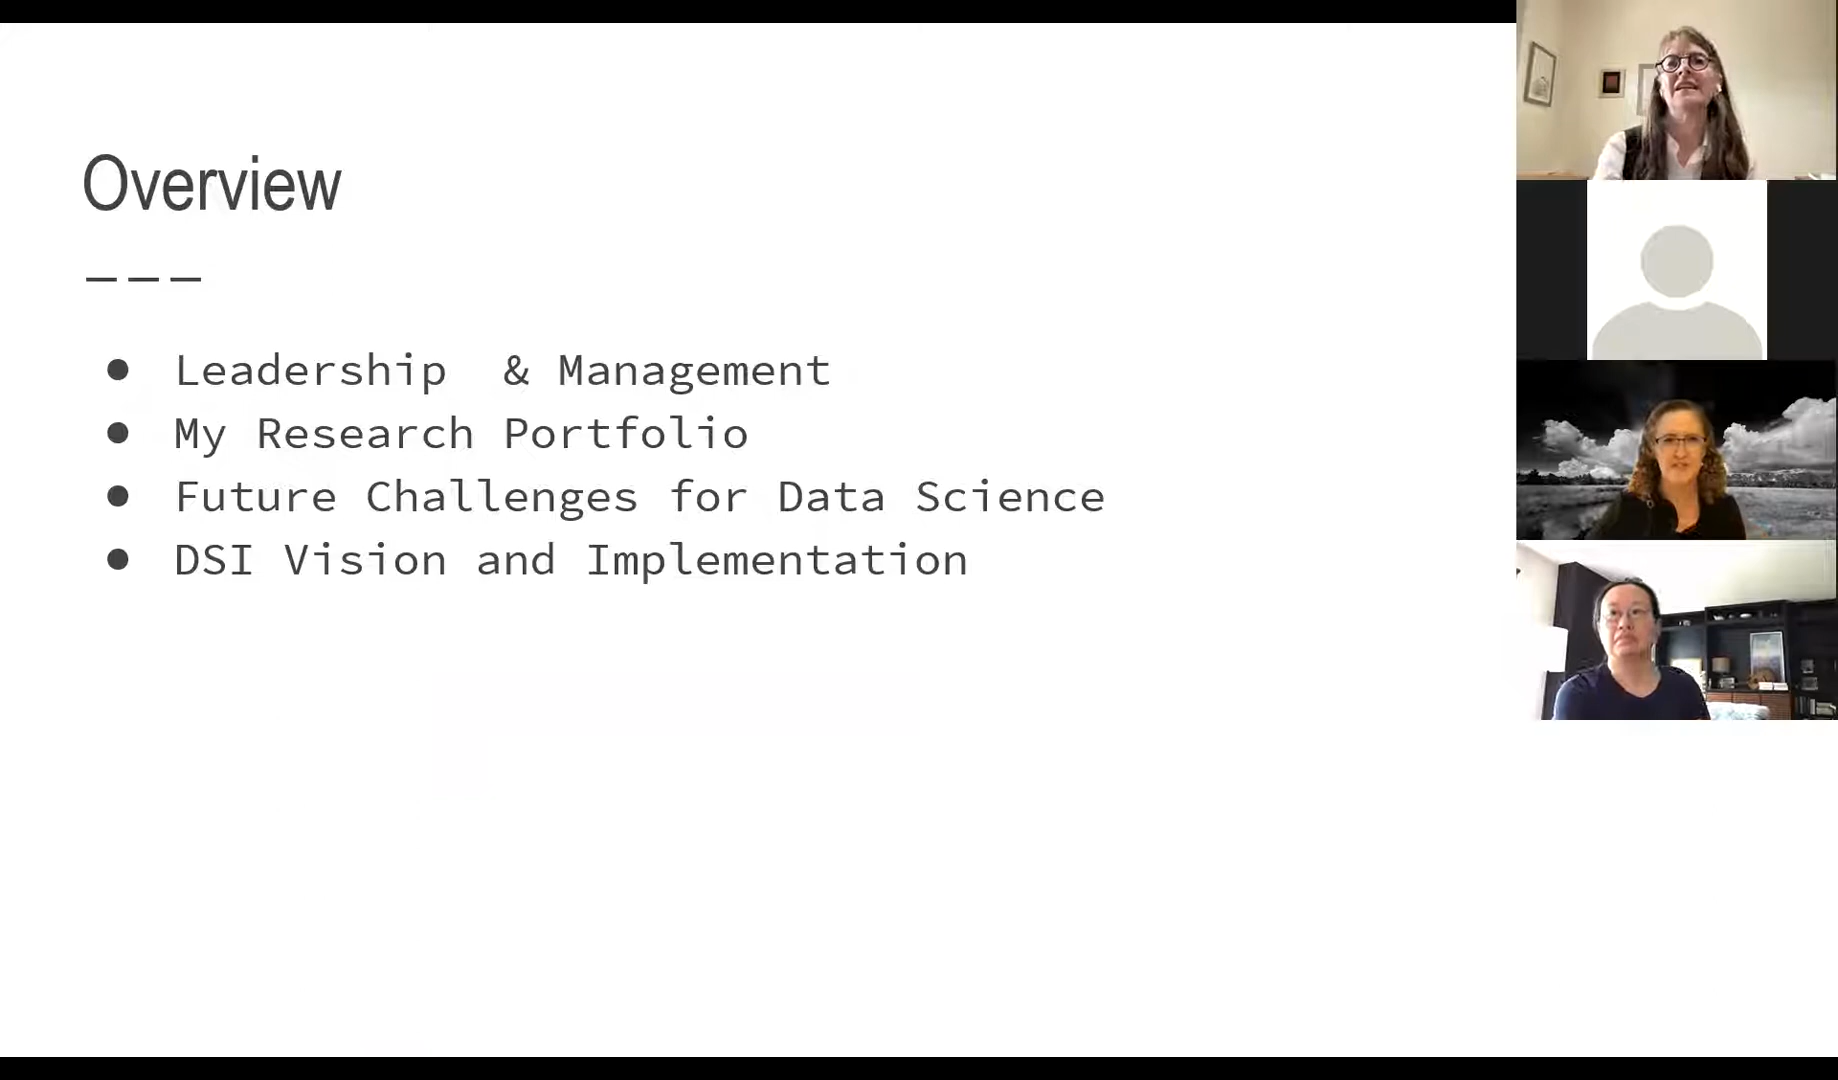 Overview
– – –
● Leadership  & Management
● My Research Portfolio
● Future Challenges for Data Science
● DSI Vision and Implementation